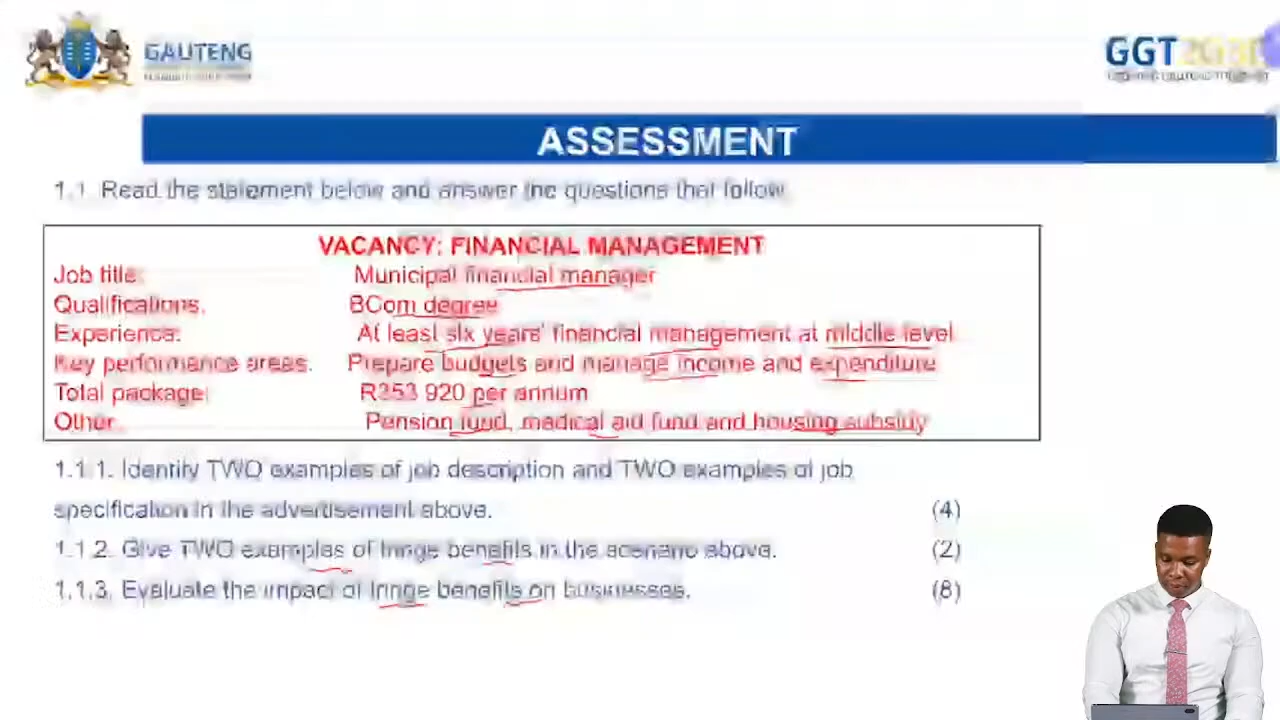 GAUTENG
GGT2030
ASSESSMENT
1.1. Read the statement below and answer the questions that follow
VACANCY: FINANCIAL MANAGEMENT
Job title: Municipal financial manager
Qualifications. BCom degree
Experience: At least six years' financial management at middle level
Key performance areas. Prepare budgets and manage income and expenditure
Total package: R353 920 per annum
Other. Pension fund, medical aid fund and housing subsidy
1.1.1. Identify TWO examples of job description and TWO examples of job
specification in the advertisement above. (4)
1.1.2. Give TWO examples of fringe benefits in the scenario above. (2)
1.1.3. Evaluate the impact of fringe benefits on businesses. (8)